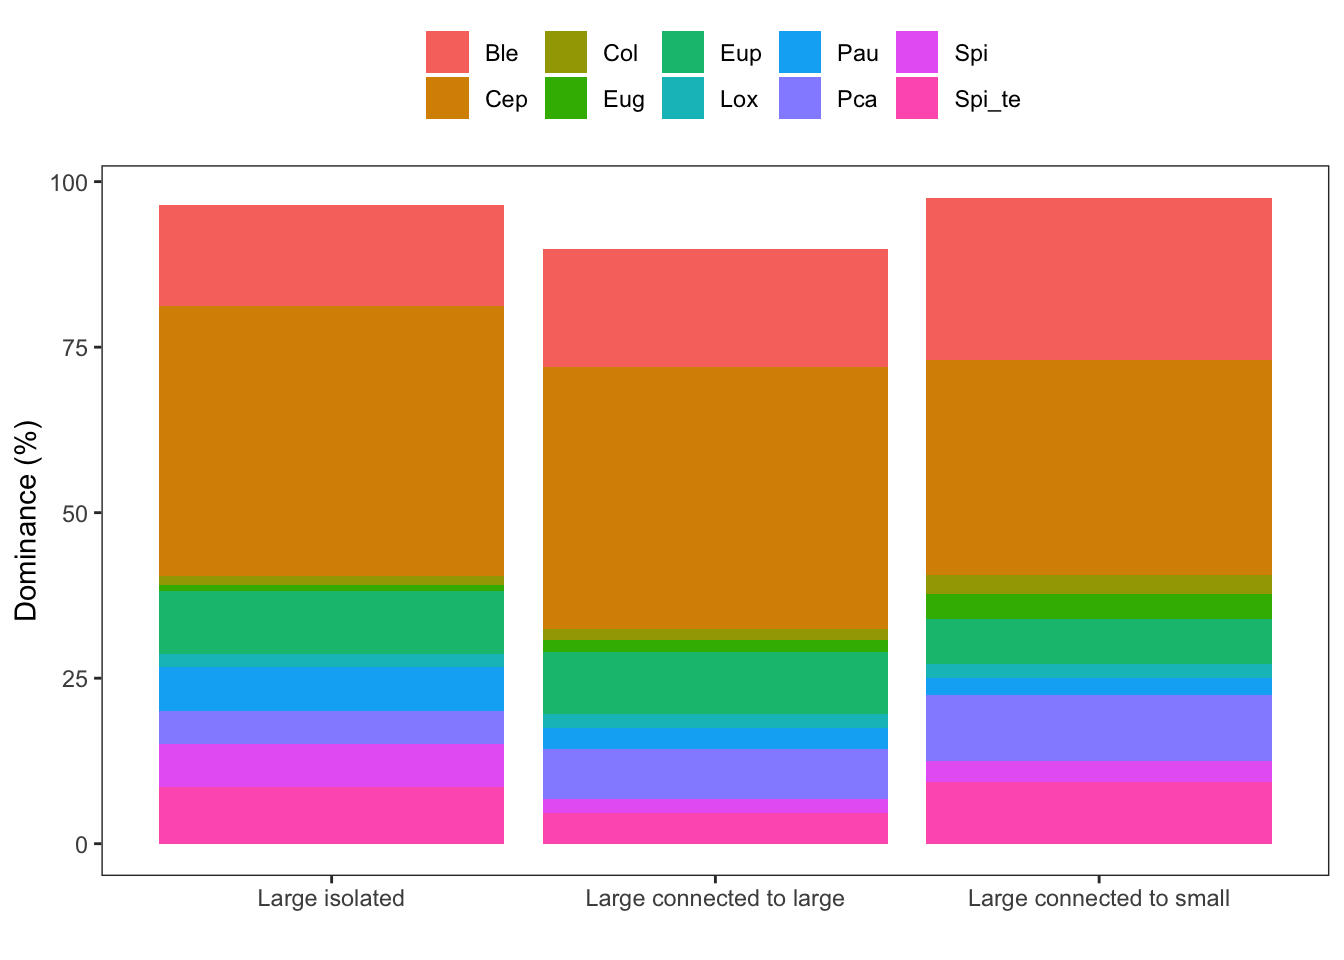 Ble Col Eup Pau Spi
Cep Eug Lox Pca Spi_te
Dominance (%)
100
75
50
25
0
Large isolated Large connected to large Large connected to small